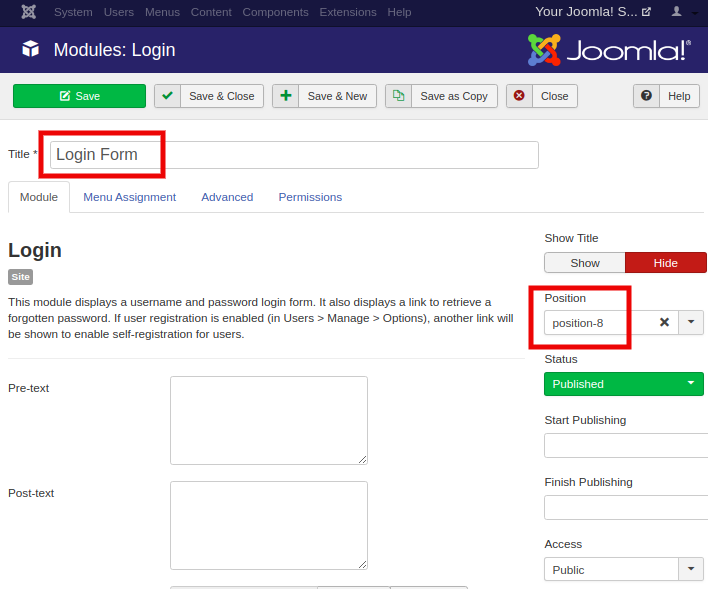 System Users Menus Content Components Extensions Help Your Joomla! S...
Modules: Login Joomla!®
Save Save & Close Save & New Save as Copy Close Help
Title * Login Form
Module Menu Assignment Advanced Permissions
Login
Site
This module displays a username and password login form. It also displays a link to retrieve a
forgotten password. If user registration is enabled (in Users > Manage > Options), another link will
be shown to enable self-registration for users.
Pre-text
Post-text
Show Title
Show Hide
Position
position-8
Status
Published
Start Publishing
Finish Publishing
Access
Public